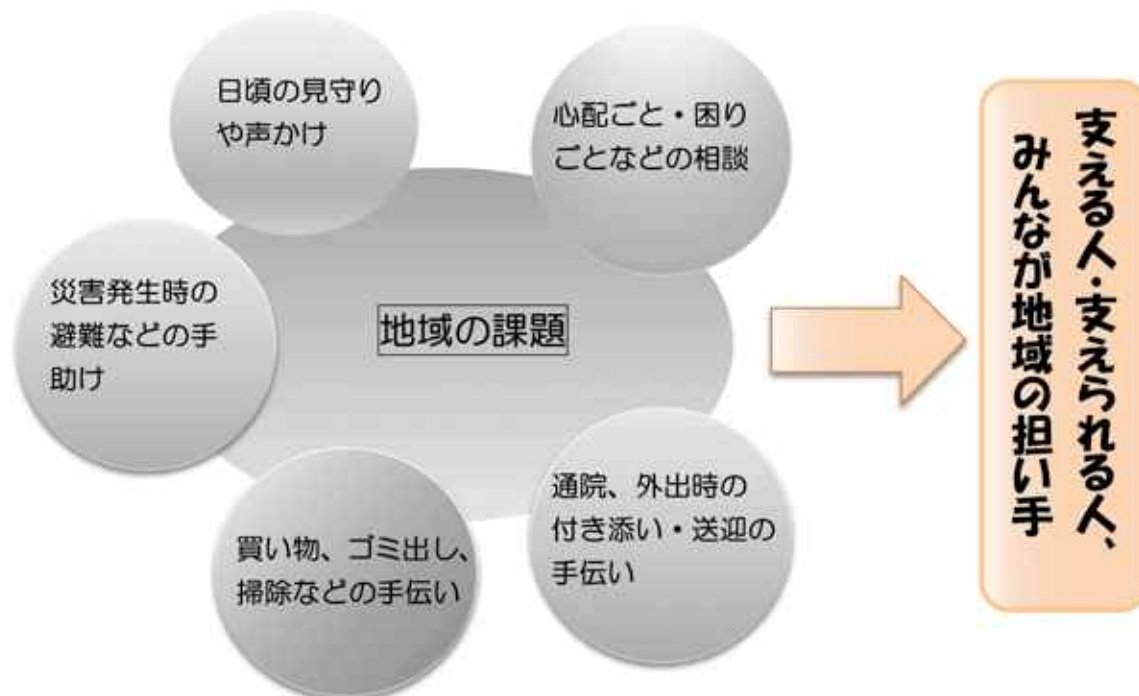 日頃の見守り
や声かけ
心配ごと・困り
ごとなどの相談
災害発生時の
避難などの手
助け
地域の課題
買い物、ゴミ出し、
掃除などの手伝い
通院、外出時の
付き添い・送迎の
手伝い
支える人・支えられる人、
みんなが地域の担い手